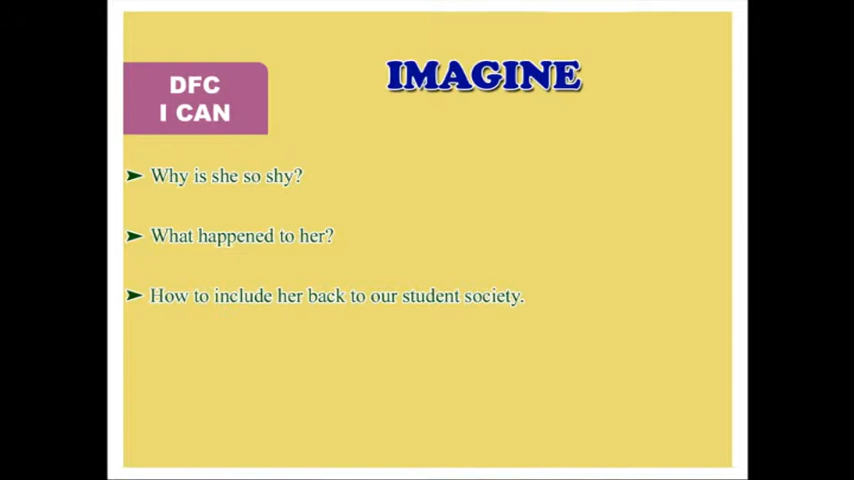 DFC
I CAN
IMAGINE
➤ Why is she so shy?
➤ What happened to her?
➤ How to include her back to our student society.